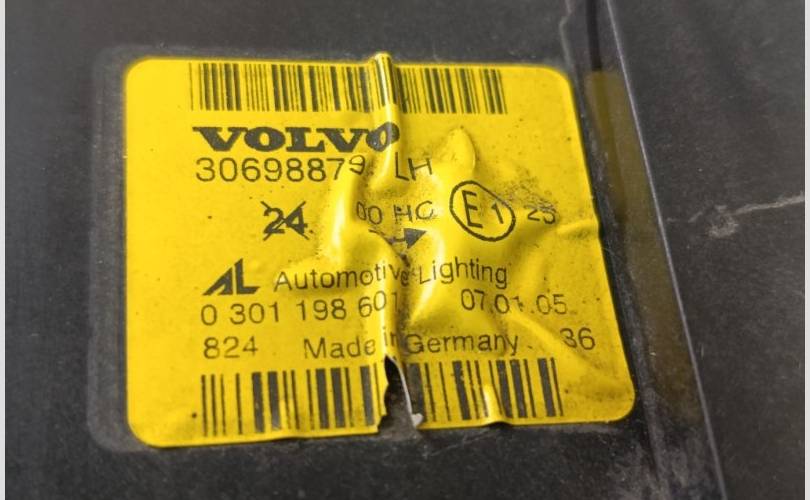 VOLVO
30698879 LH
24 00 HC E1 25
AL Automotive Lighting
0 301 198 601 07.01.05
824 Made in Germany 36